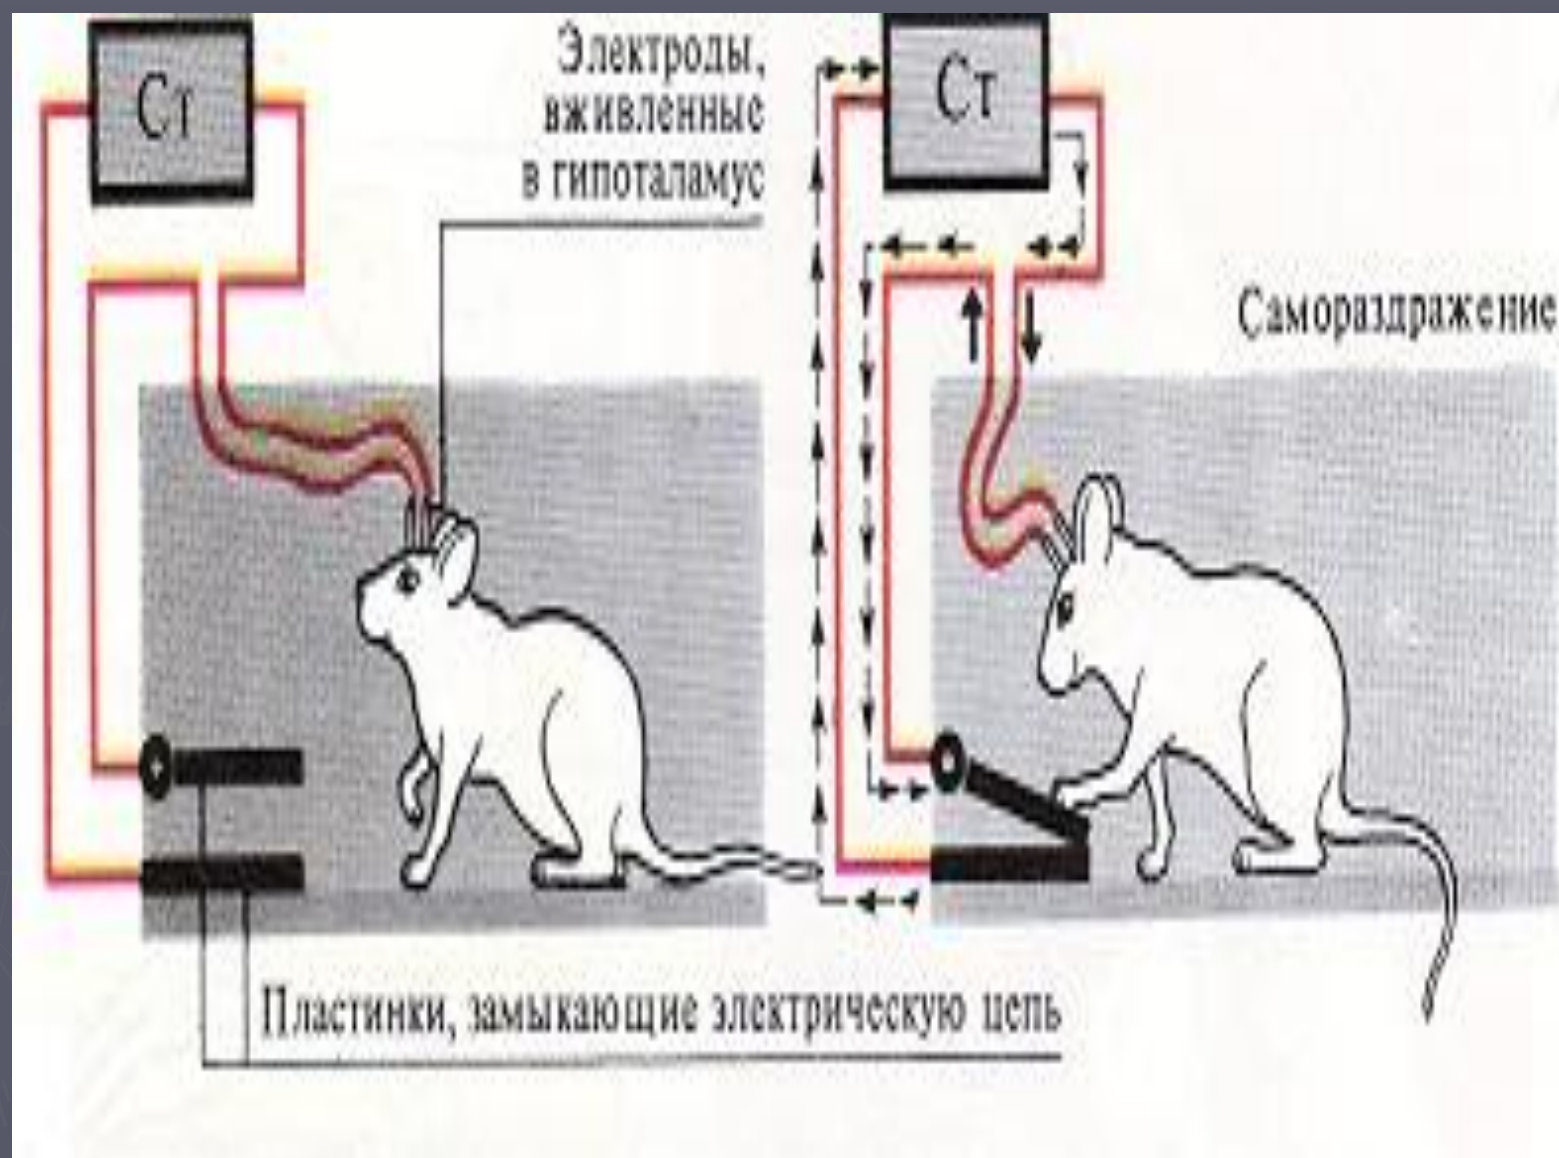 Ст
Электроды,
вживленные
в гипоталамус
Ст
Самораздражение
Пластинки, замыкающие электрическую цепь